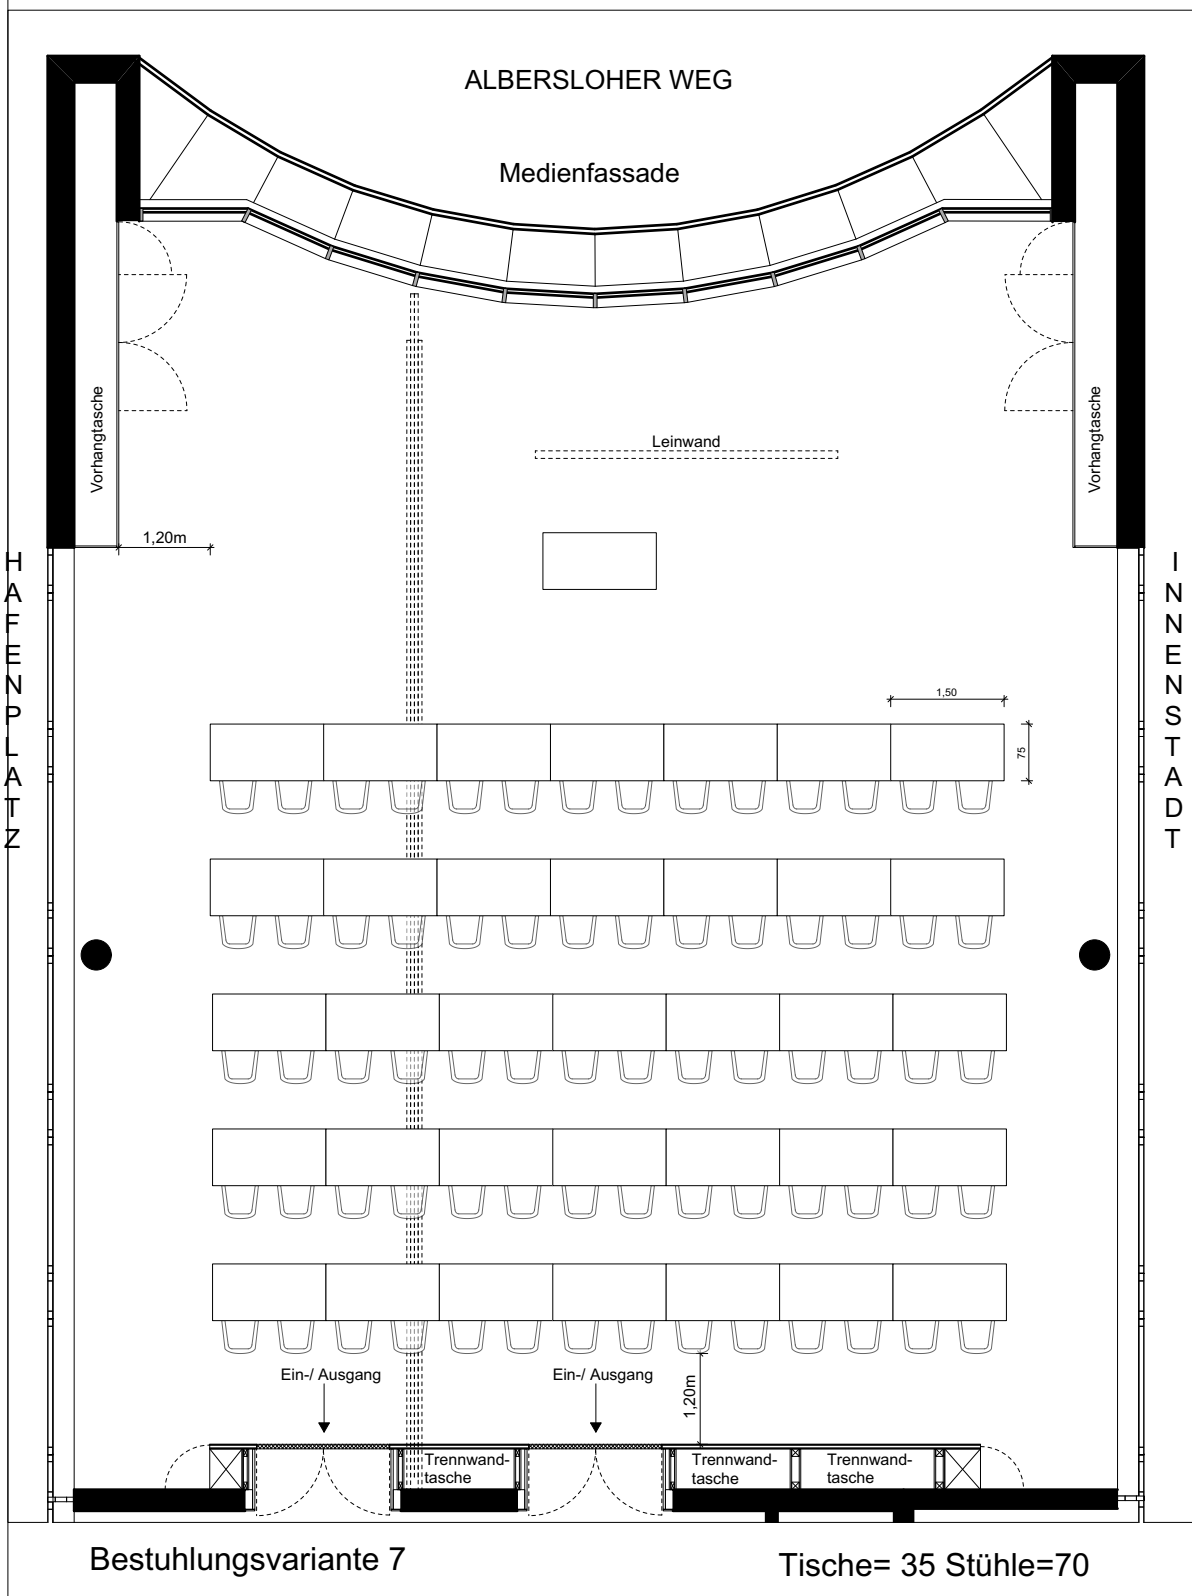 ALBERSLOHER WEG
Medienfassade
Vorhangtasche
Vorhangtasche
Leinwand
1,20m
HAFENPLATZ
INNENSTADT
1,50
75
Ein-/ Ausgang
Ein-/ Ausgang
1,20m
Trennwand-
tasche
Trennwand-
tasche
Trennwand-
tasche
Bestuhlungsvariante 7
Tische= 35 Stühle=70